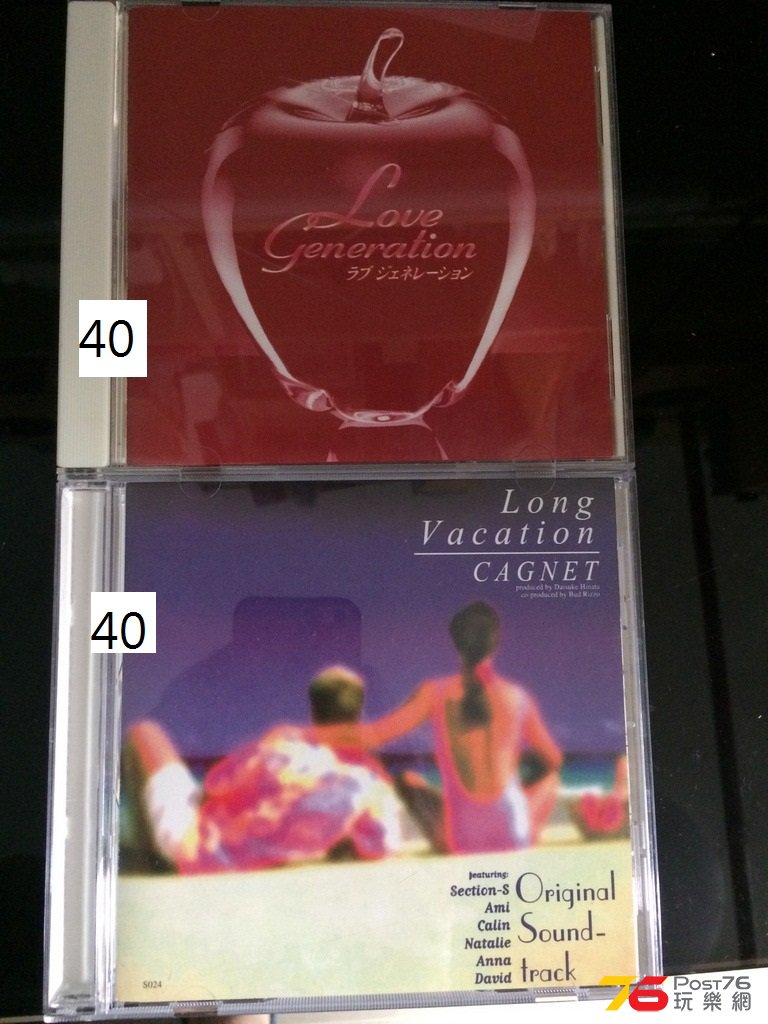 Love
Generation
ラブ ジェネレーション
40
Long
Vacation
CAGNET
produced by Daisuke Hinata
co produced by Bud Rizzo
40
featuring:
Section-S
Ami
Calin
Natalie
Anna
David
Original
Sound-
track
S024
76 POST76
玩樂網